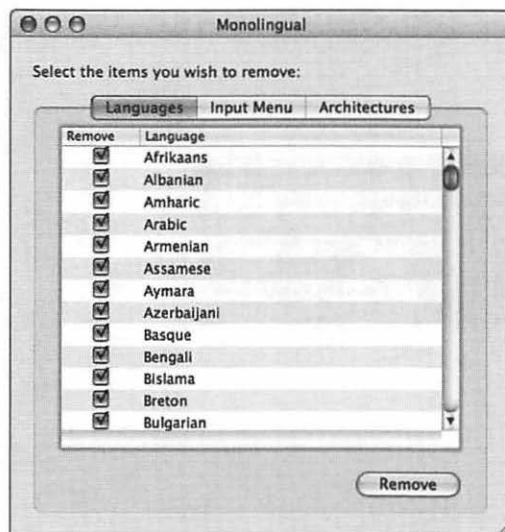 Monolingual
Select the items you wish to remove:
Languages Input Menu Architectures
Remove Language
Afrikaans
Albanian
Amharic
Arabic
Armenian
Assamese
Aymara
Azerbaijani
Basque
Bengali
Bislama
Breton
Bulgarian
Remove